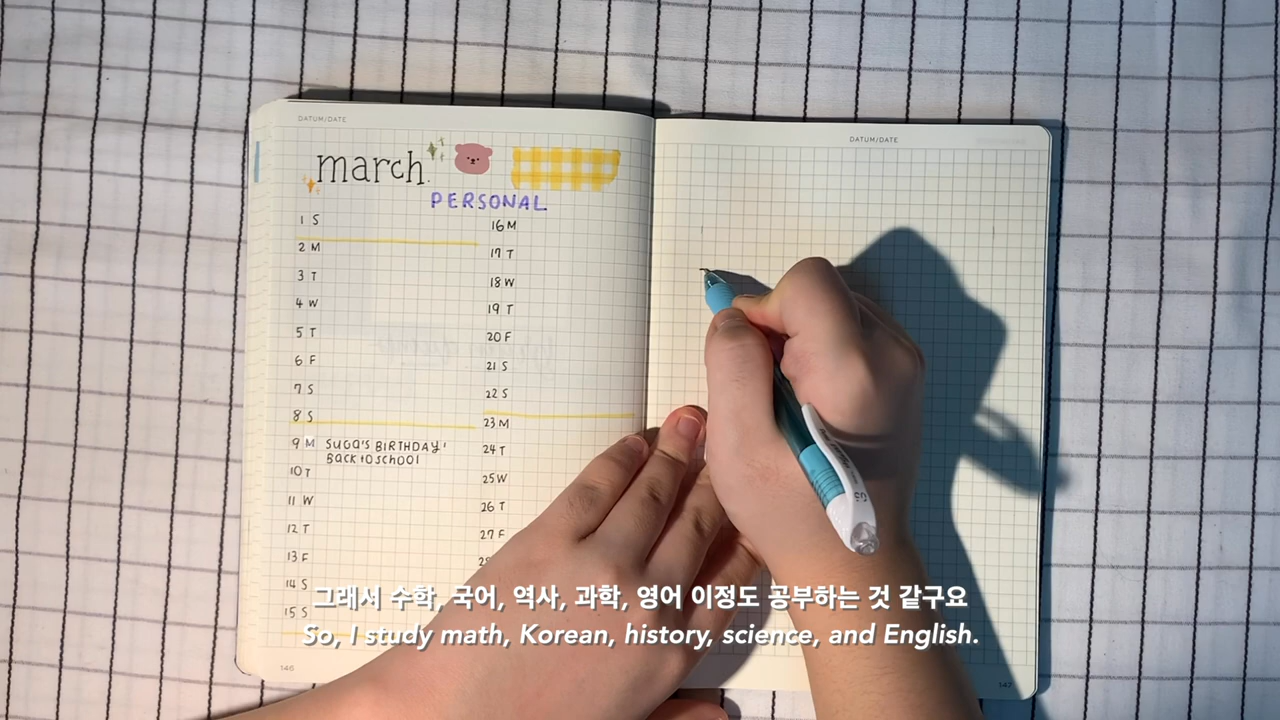 DATUM/DATE
march.
PERSONAL
1 S
2 M
3 T
4 W
5 T
6 F
7 S
8 S
9 M SUGA'S BIRTHDAY!
BACK TO SCHOOL
10 T
11 W
12 T
13 F
14 S
15 S
16 M
17 T
18 W
19 T
20 F
21 S
22 S
23 M
24 T
25 W
26 T
27 F
146
DATUM/DATE
147
그래서 수학, 국어, 역사, 과학, 영어 이정도 공부하는 것 같구요
So, I study math, Korean, history, science, and English.